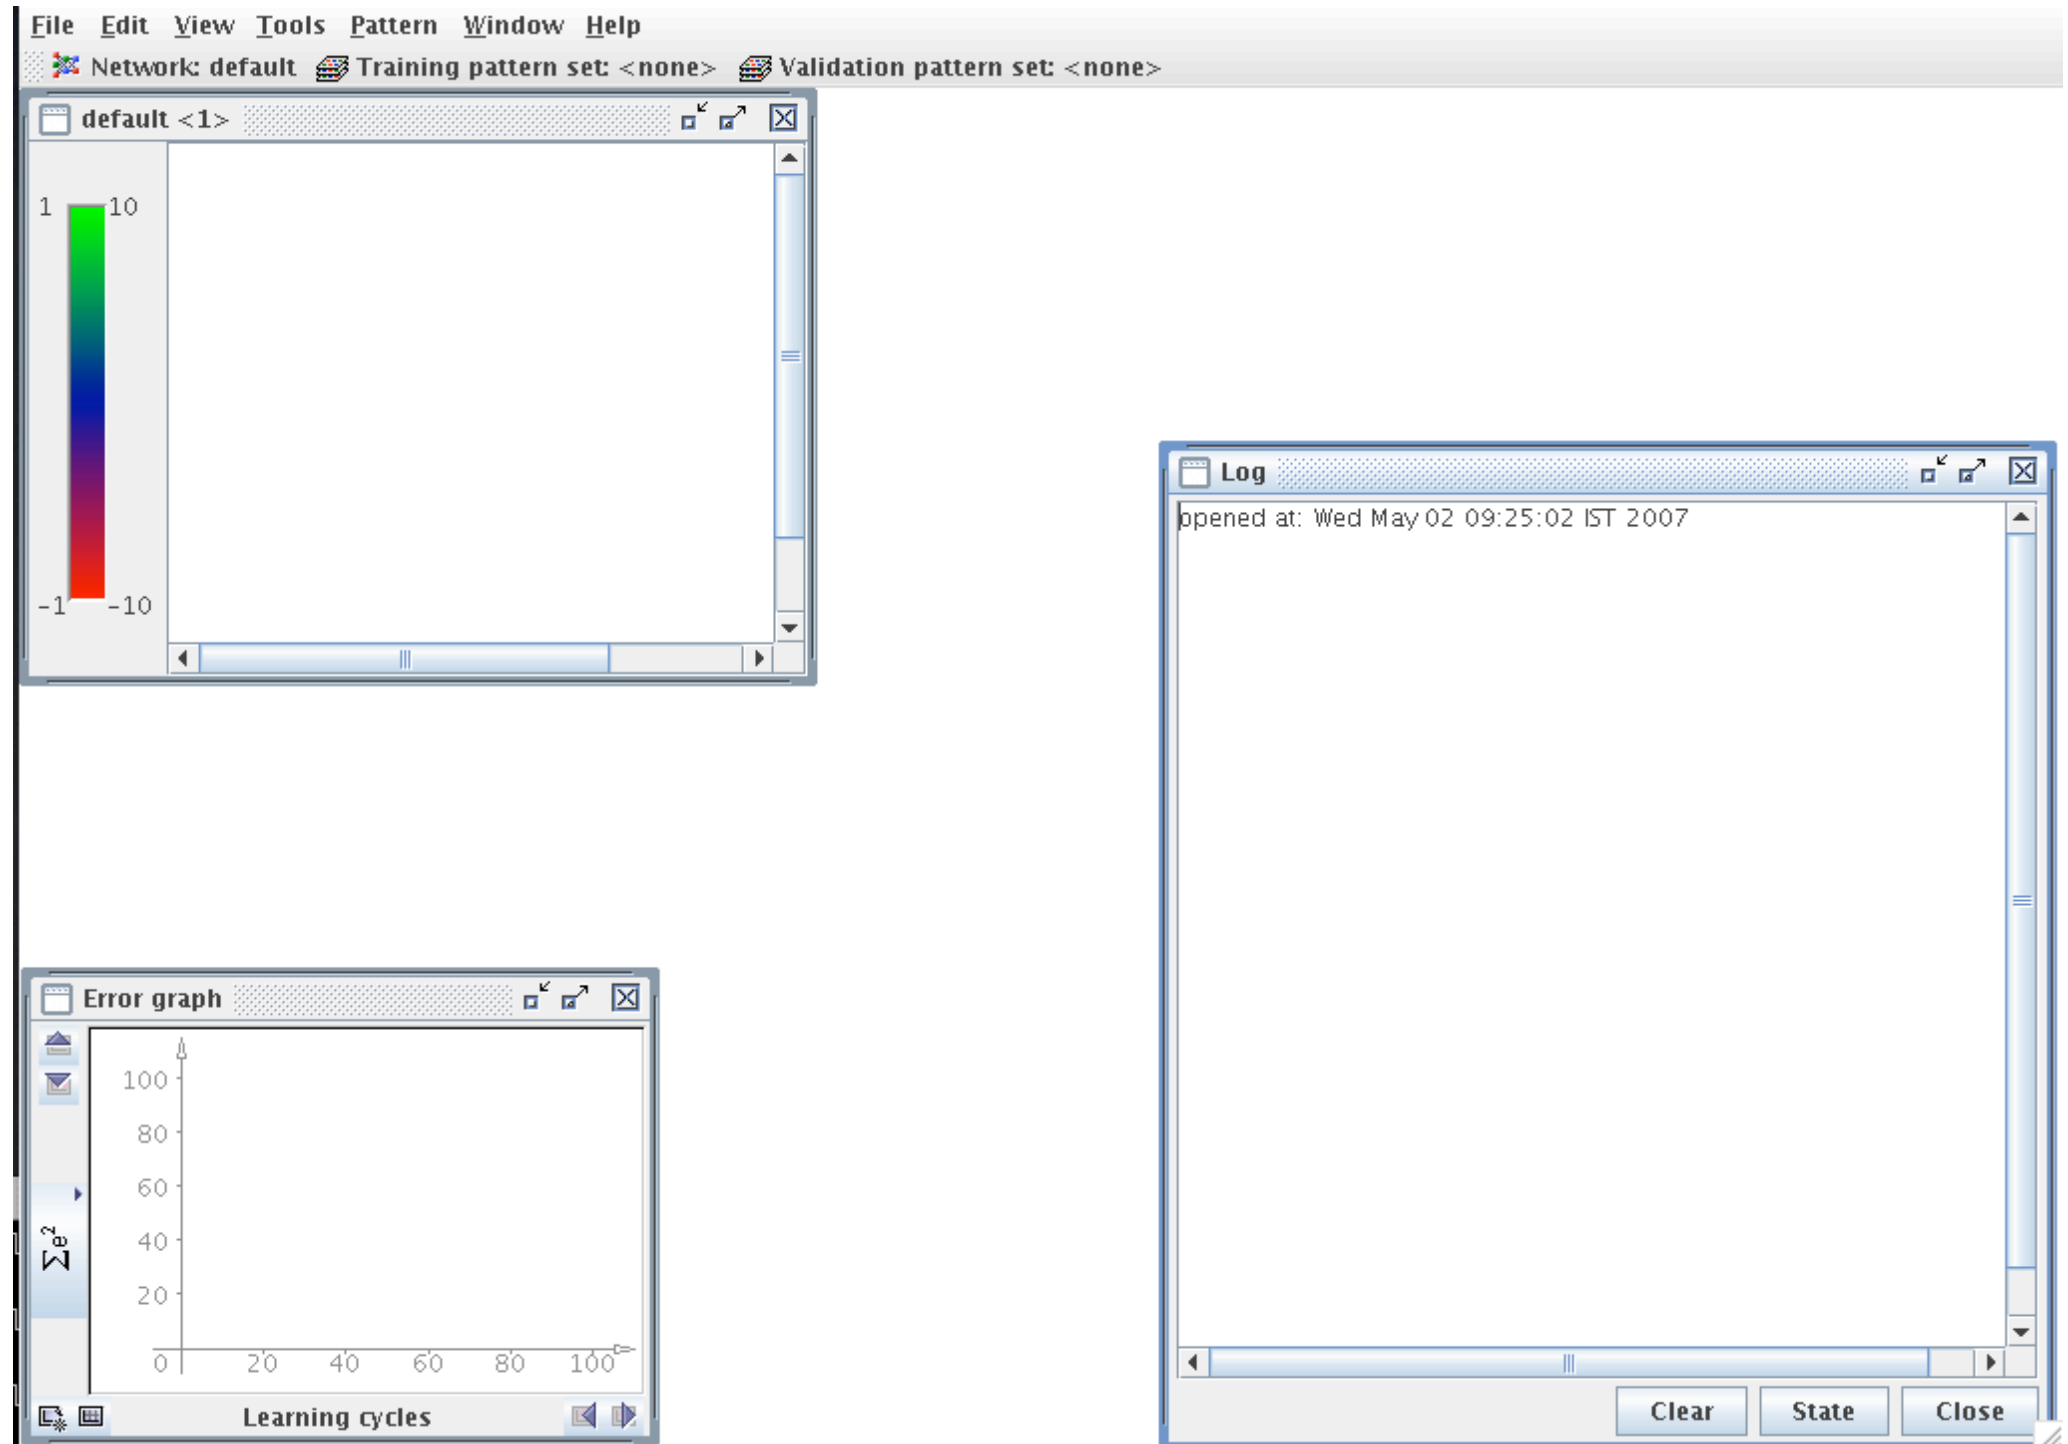 File Edit View Tools Pattern Window Help
Network: default Training pattern set: <none> Validation pattern set: <none>
default <1>
1 10
-1 -10
Log
opened at: Wed May 02 09:25:02 IST 2007
Error graph
100
80
60
40
20
0 20 40 60 80 100
∑e²
Learning cycles
Clear State Close